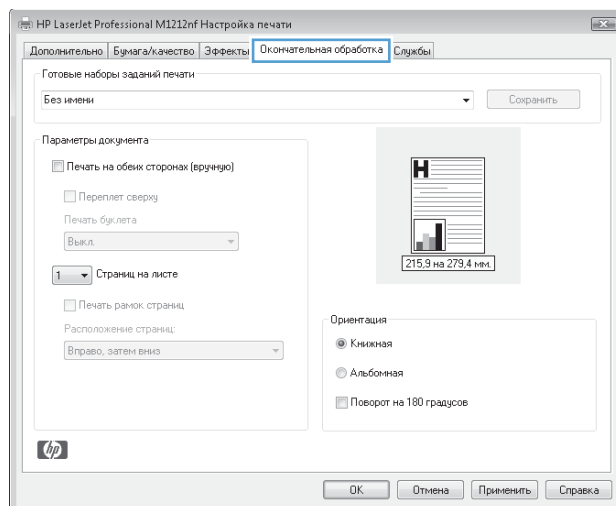 HP LaserJet Professional M1212nf Настройка печати
Дополнительно Бумага/качество Эффекты Окончательная обработка Службы
Готовые наборы заданий печати
Без имени Сохранить
Параметры документа
Печать на обеих сторонах (вручную)
Переплет сверху
Печать буклета
Выкл.
1 Страниц на листе
Печать рамок страниц
Расположение страниц:
Вправо, затем вниз
H
215,9 на 279,4 мм.
Ориентация
Книжная
Альбомная
Поворот на 180 градусов
hp
OK Отмена Применить Справка